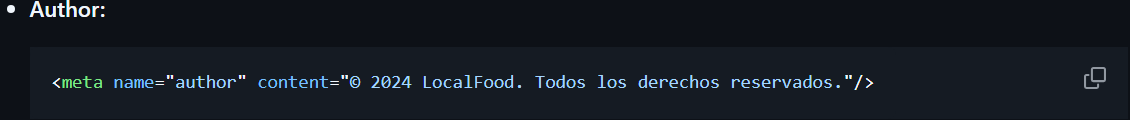 Author:
<meta name="author" content="© 2024 LocalFood. Todos los derechos reservados."/>